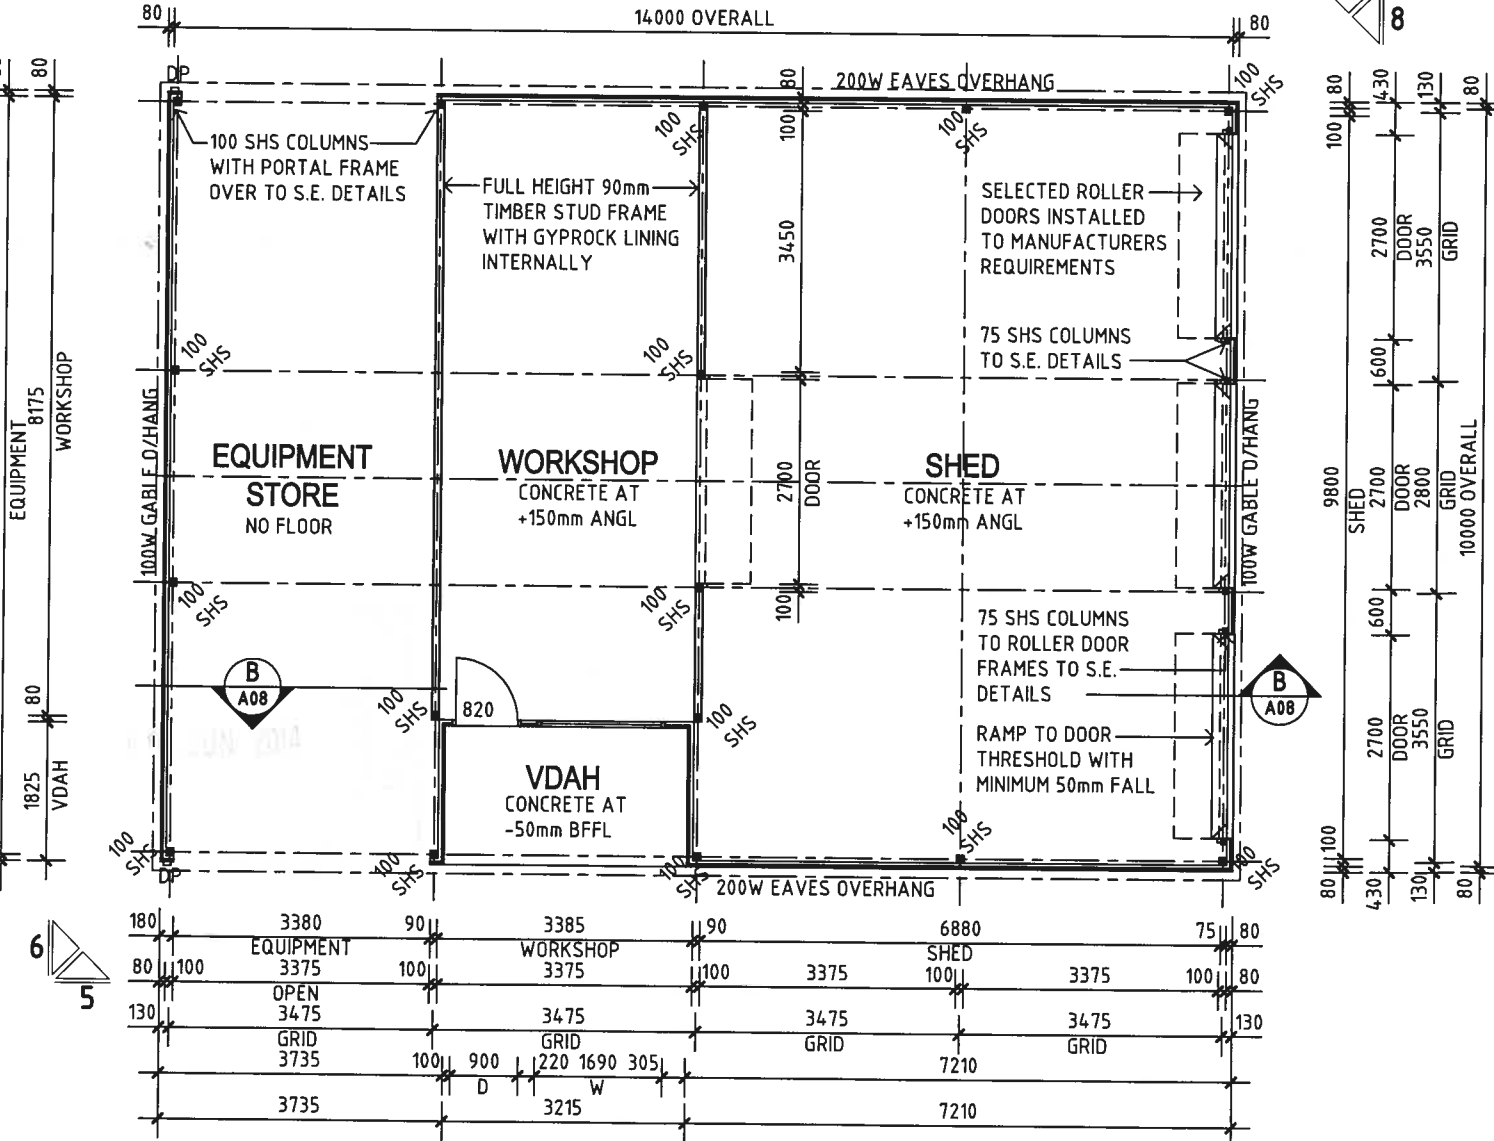 80
14000 OVERALL
80
8
DP
200W EAVES OVERHANG
100
SHS
80
100 SHS COLUMNS
WITH PORTAL FRAME
OVER TO S.E. DETAILS
100
SHS
100
100
SHS
FULL HEIGHT 90mm
TIMBER STUD FRAME
WITH GYPROCK LINING
INTERNALLY
3450
SELECTED ROLLER
DOORS INSTALLED
TO MANUFACTURERS
REQUIREMENTS
75 SHS COLUMNS
TO S.E. DETAILS
100
SHS
100
SHS
80
EQUIPMENT
8175
WORKSHOP
80
1825
VDAH
100W GABLE O/HANG
EQUIPMENT
STORE
NO FLOOR
WORKSHOP
CONCRETE AT
+150mm ANGL
2700
DOOR
SHED
CONCRETE AT
+150mm ANGL
100W GABLE O/HANG
100
SHS
100
SHS
100
75 SHS COLUMNS
TO ROLLER DOOR
FRAMES TO S.E.
DETAILS
B
A08
100
SHS
820
100
SHS
B
A08
RAMP TO DOOR
THRESHOLD WITH
MINIMUM 50mm FALL
VDAH
CONCRETE AT
-50mm BFFL
100
SHS
DP
100
SHS
100
SHS
100
SHS
100
SHS
200W EAVES OVERHANG
80
100
9800
SHED
100
80
430
2700
DOOR
600
2700
DOOR
600
2700
DOOR
430
130
3550
GRID
2800
GRID
3550
GRID
130
80
10000 OVERALL
80
6
5
180
3380
EQUIPMENT
90
3385
WORKSHOP
90
6880
SHED
75
80
80
100
3375
OPEN
100
3375
100
3375
100
3375
100
80
130
3475
GRID
3475
GRID
3475
GRID
3475
GRID
130
3735
100
900
D
220
1690
W
305
7210
3735
3215
7210